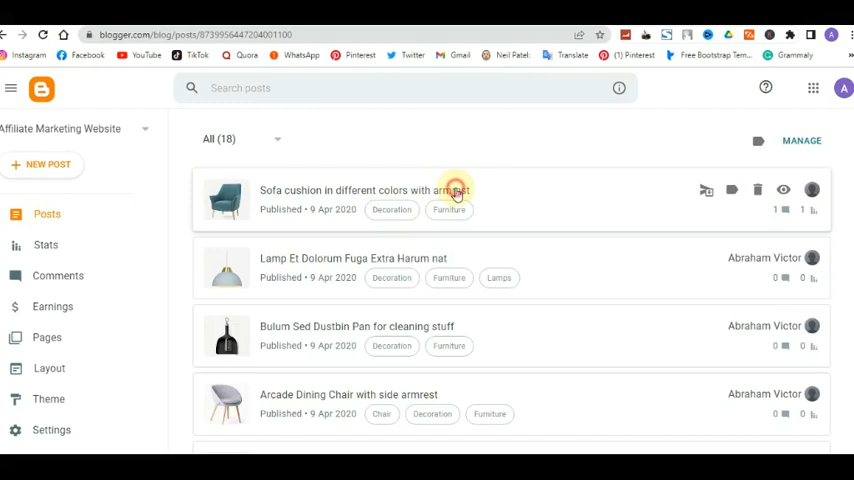 blogger.com/blog/posts/8739956447204001100
Instagram Facebook YouTube TikTok Quora WhatsApp Pinterest Twitter Gmail Neil Patel: Translate (1) Pinterest Free Bootstrap Tem... Grammaly
Search posts
A
Affiliate Marketing Website
All (18)
MANAGE
NEW POST
Sofa cushion in different colors with armrest
Published • 9 Apr 2020 Decoration Furniture
1 1
Posts
Stats
Lamp Et Dolorum Fuga Extra Harum nat
Abraham Victor
Published • 9 Apr 2020 Decoration Furniture Lamps
0 0
Comments
Earnings
Bulum Sed Dustbin Pan for cleaning stuff
Abraham Victor
Published • 9 Apr 2020 Decoration Furniture
0 0
Pages
Layout
Arcade Dining Chair with side armrest
Abraham Victor
Published • 9 Apr 2020 Chair Decoration Furniture
0 0
Theme
Settings